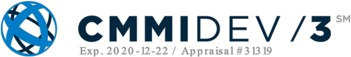 CMMIDEV/3℠
Exp. 2020-12-22 / Appraisal #31319